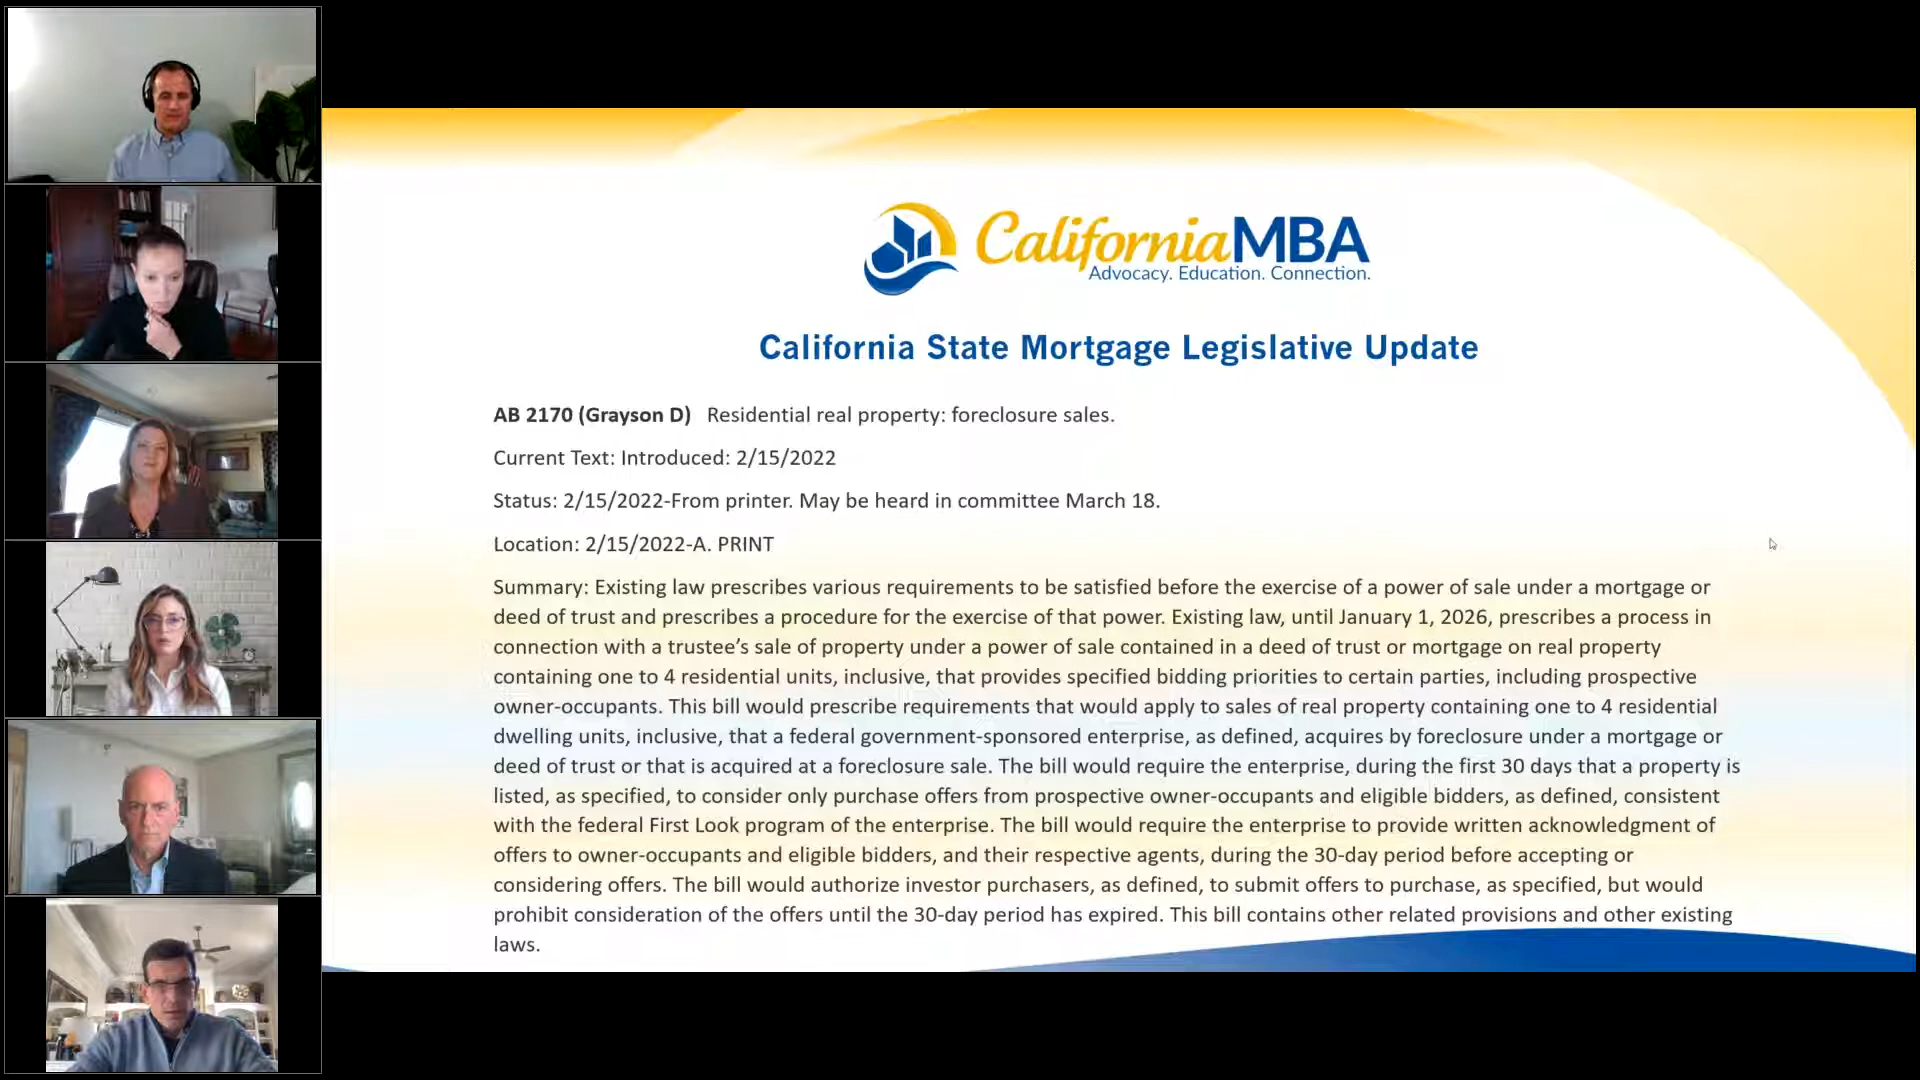 CaliforniaMBA
Advocacy. Education. Connection.
California State Mortgage Legislative Update
AB 2170 (Grayson D) Residential real property: foreclosure sales.
Current Text: Introduced: 2/15/2022
Status: 2/15/2022-From printer. May be heard in committee March 18.
Location: 2/15/2022-A. PRINT
Summary: Existing law prescribes various requirements to be satisfied before the exercise of a power of sale under a mortgage or
deed of trust and prescribes a procedure for the exercise of that power. Existing law, until January 1, 2026, prescribes a process in
connection with a trustee’s sale of property under a power of sale contained in a deed of trust or mortgage on real property
containing one to 4 residential units, inclusive, that provides specified bidding priorities to certain parties, including prospective
owner-occupants. This bill would prescribe requirements that would apply to sales of real property containing one to 4 residential
dwelling units, inclusive, that a federal government-sponsored enterprise, as defined, acquires by foreclosure under a mortgage or
deed of trust or that is acquired at a foreclosure sale. The bill would require the enterprise, during the first 30 days that a property is
listed, as specified, to consider only purchase offers from prospective owner-occupants and eligible bidders, as defined, consistent
with the federal First Look program of the enterprise. The bill would require the enterprise to provide written acknowledgment of
offers to owner-occupants and eligible bidders, and their respective agents, during the 30-day period before accepting or
considering offers. The bill would authorize investor purchasers, as defined, to submit offers to purchase, as specified, but would
prohibit consideration of the offers until the 30-day period has expired. This bill contains other related provisions and other existing
laws.